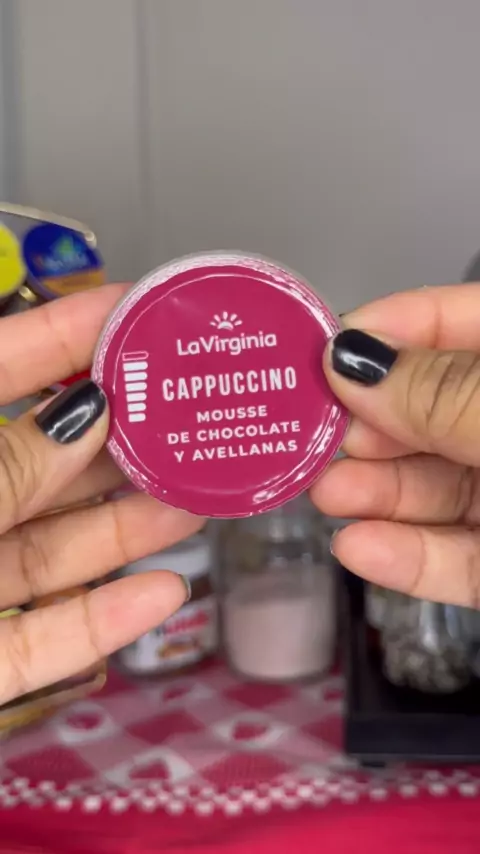 LaVirginia
CAPPUCCINO
MOUSSE
DE CHOCOLATE
Y AVELLANAS